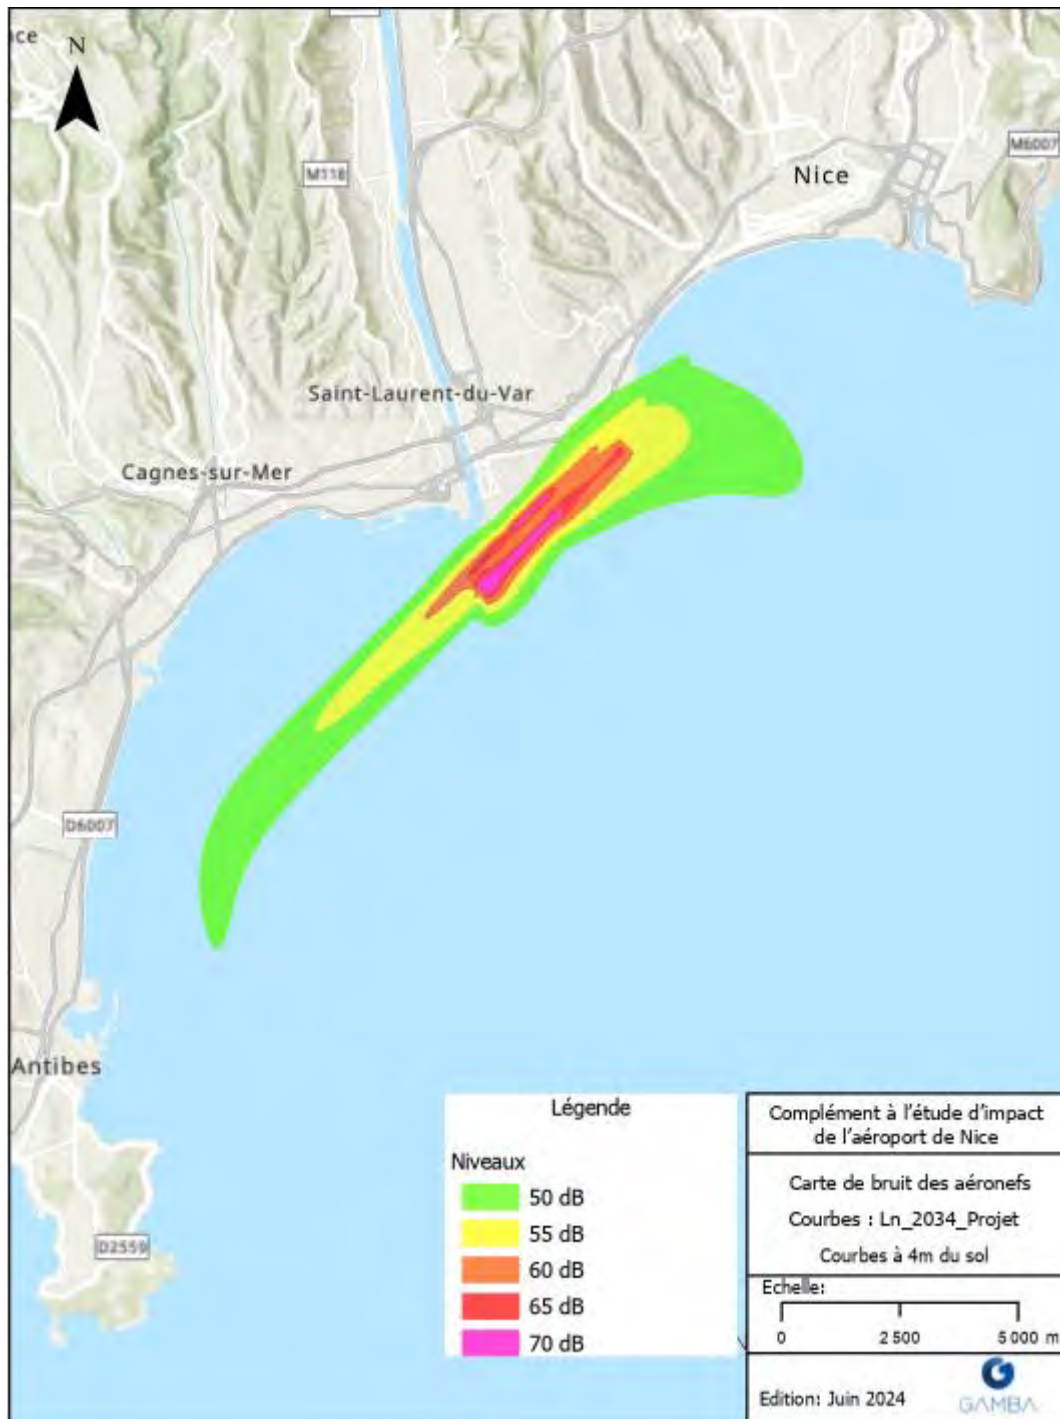 ce
N
M6007
M118
Nice
Saint-Laurent-du-Var
Cagnes-sur-Mer
D6007
Antibes
D2559
Légende
Niveaux
50 dB
55 dB
60 dB
65 dB
70 dB
Complément à l'étude d'impact
de l'aéroport de Nice
Carte de bruit des aéronefs
Courbes : Ln_2034_Projet
Courbes à 4m du sol
Echelle:
0 2 500 5 000 m
Edition: Juin 2024
GAMBA